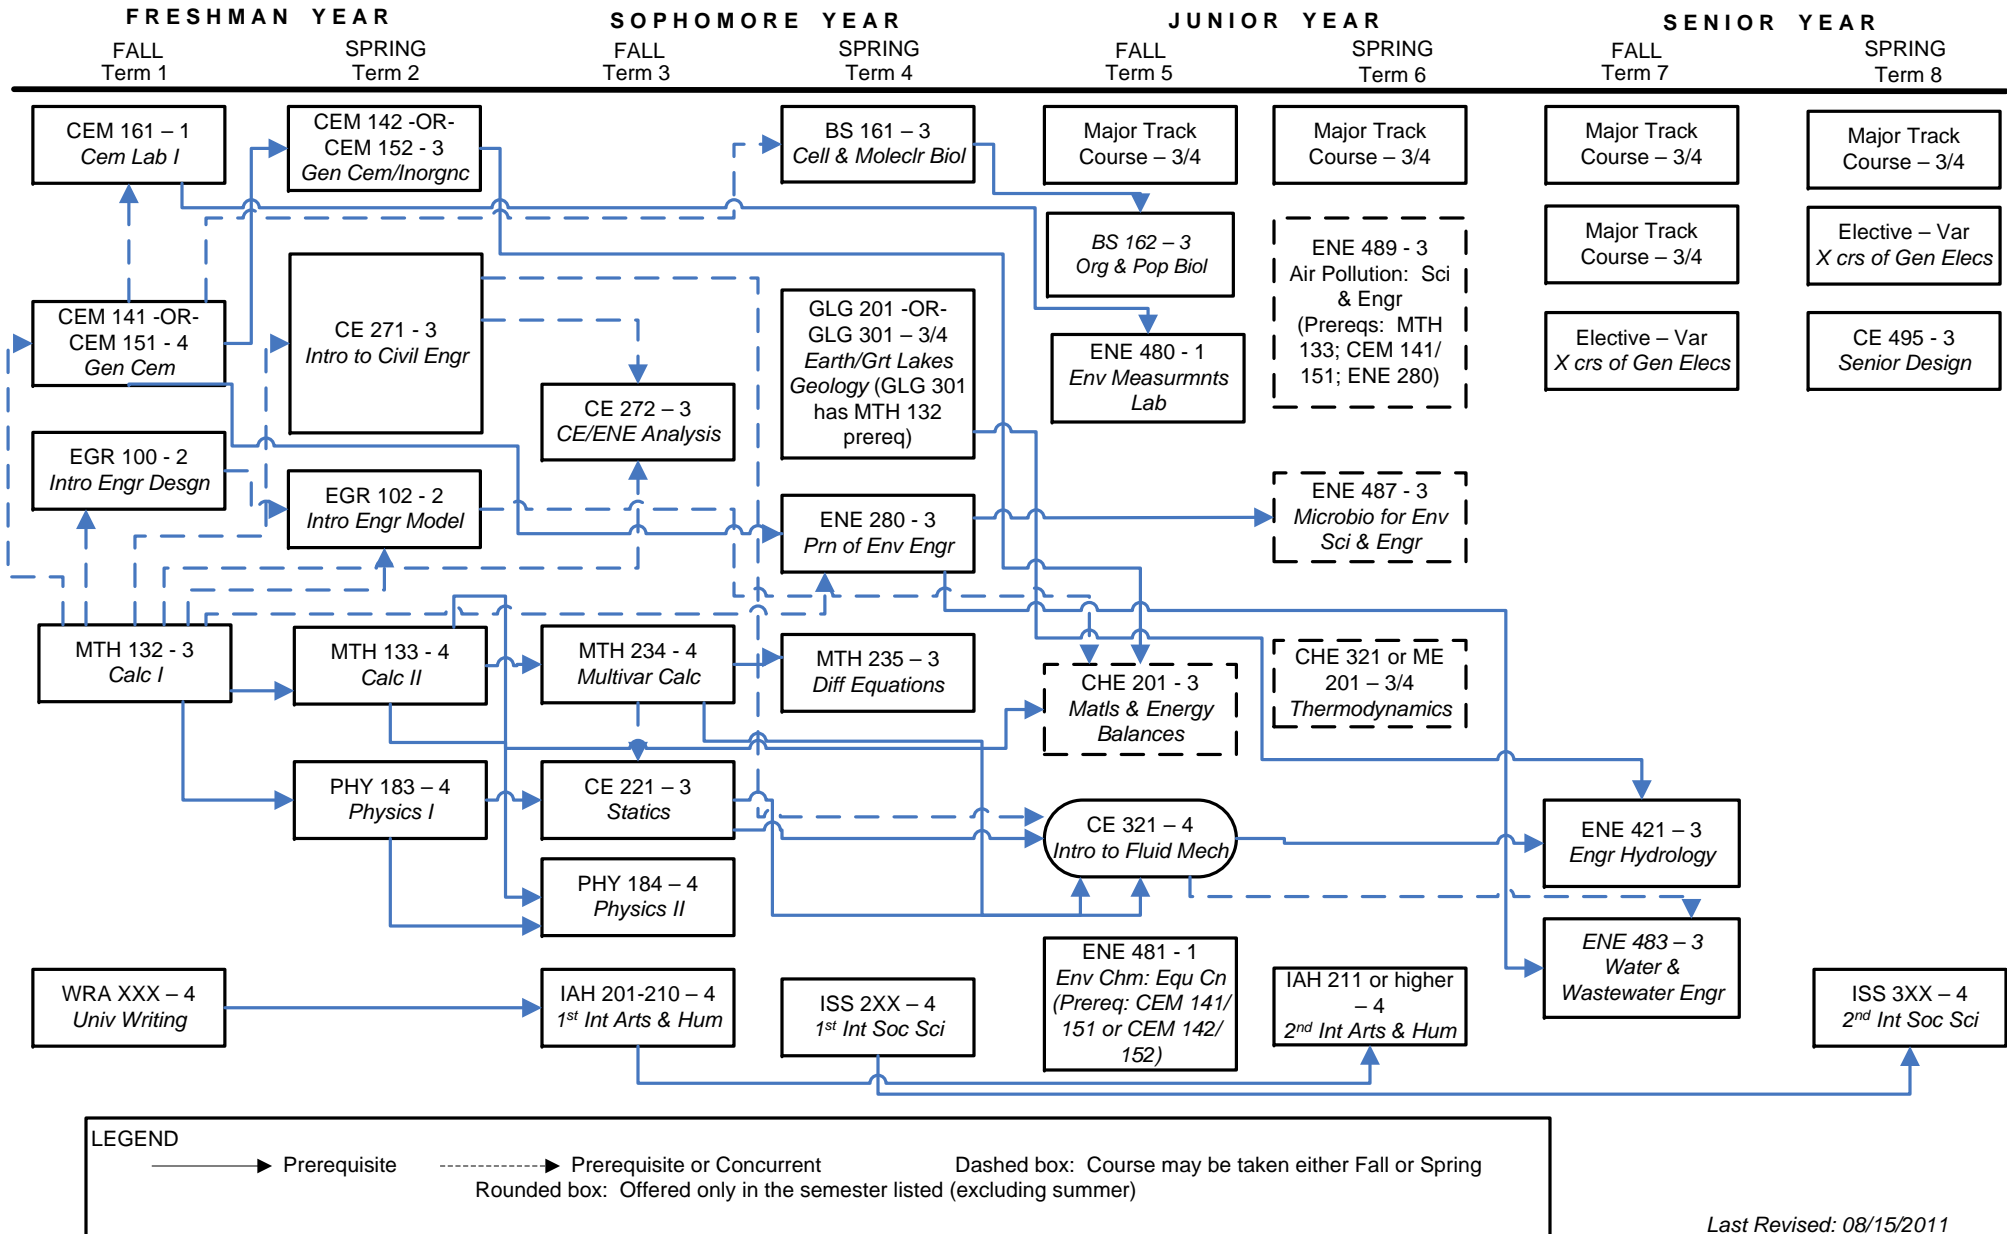 FRESHMAN YEAR
SOPHOMORE YEAR
JUNIOR YEAR
SENIOR YEAR
FALL
Term 1
SPRING
Term 2
FALL
Term 3
SPRING
Term 4
FALL
Term 5
SPRING
Term 6
FALL
Term 7
SPRING
Term 8
CEM 161 – 1
Cem Lab I
CEM 141 -OR-
CEM 151 - 4
Gen Cem
EGR 100 - 2
Intro Engr Desgn
MTH 132 - 3
Calc I
WRA XXX – 4
Univ Writing
CEM 142 -OR-
CEM 152 - 3
Gen Cem/Inorgnc
CE 271 - 3
Intro to Civil Engr
EGR 102 - 2
Intro Engr Model
MTH 133 - 4
Calc II
PHY 183 – 4
Physics I
CE 272 – 3
CE/ENE Analysis
MTH 234 - 4
Multivar Calc
CE 221 – 3
Statics
PHY 184 – 4
Physics II
IAH 201-210 – 4
1st Int Arts & Hum
BS 161 – 3
Cell & Moleclr Biol
GLG 201 -OR-
GLG 301 – 3/4
Earth/Grt Lakes
Geology (GLG 301
has MTH 132
prereq)
ENE 280 - 3
Prn of Env Engr
MTH 235 – 3
Diff Equations
ISS 2XX – 4
1st Int Soc Sci
Major Track
Course – 3/4
BS 162 – 3
Org & Pop Biol
ENE 480 - 1
Env Measurmnts
Lab
CHE 201 - 3
Matls & Energy
Balances
CE 321 – 4
Intro to Fluid Mech
ENE 481 - 1
Env Chm: Equ Cn
(Prereq: CEM 141/
151 or CEM 142/
152)
Major Track
Course – 3/4
ENE 489 - 3
Air Pollution: Sci
& Engr
(Prereqs: MTH
133; CEM 141/
151; ENE 280)
ENE 487 - 3
Microbio for Env
Sci & Engr
CHE 321 or ME
201 – 3/4
Thermodynamics
IAH 211 or higher
– 4
2nd Int Arts & Hum
Major Track
Course – 3/4
Major Track
Course – 3/4
Elective – Var
X crs of Gen Elecs
ENE 421 – 3
Engr Hydrology
ENE 483 – 3
Water &
Wastewater Engr
Major Track
Course – 3/4
Elective – Var
X crs of Gen Elecs
CE 495 - 3
Senior Design
ISS 3XX – 4
2nd Int Soc Sci
LEGEND
Prerequisite
Prerequisite or Concurrent
Dashed box: Course may be taken either Fall or Spring
Rounded box: Offered only in the semester listed (excluding summer)
Last Revised: 08/15/2011